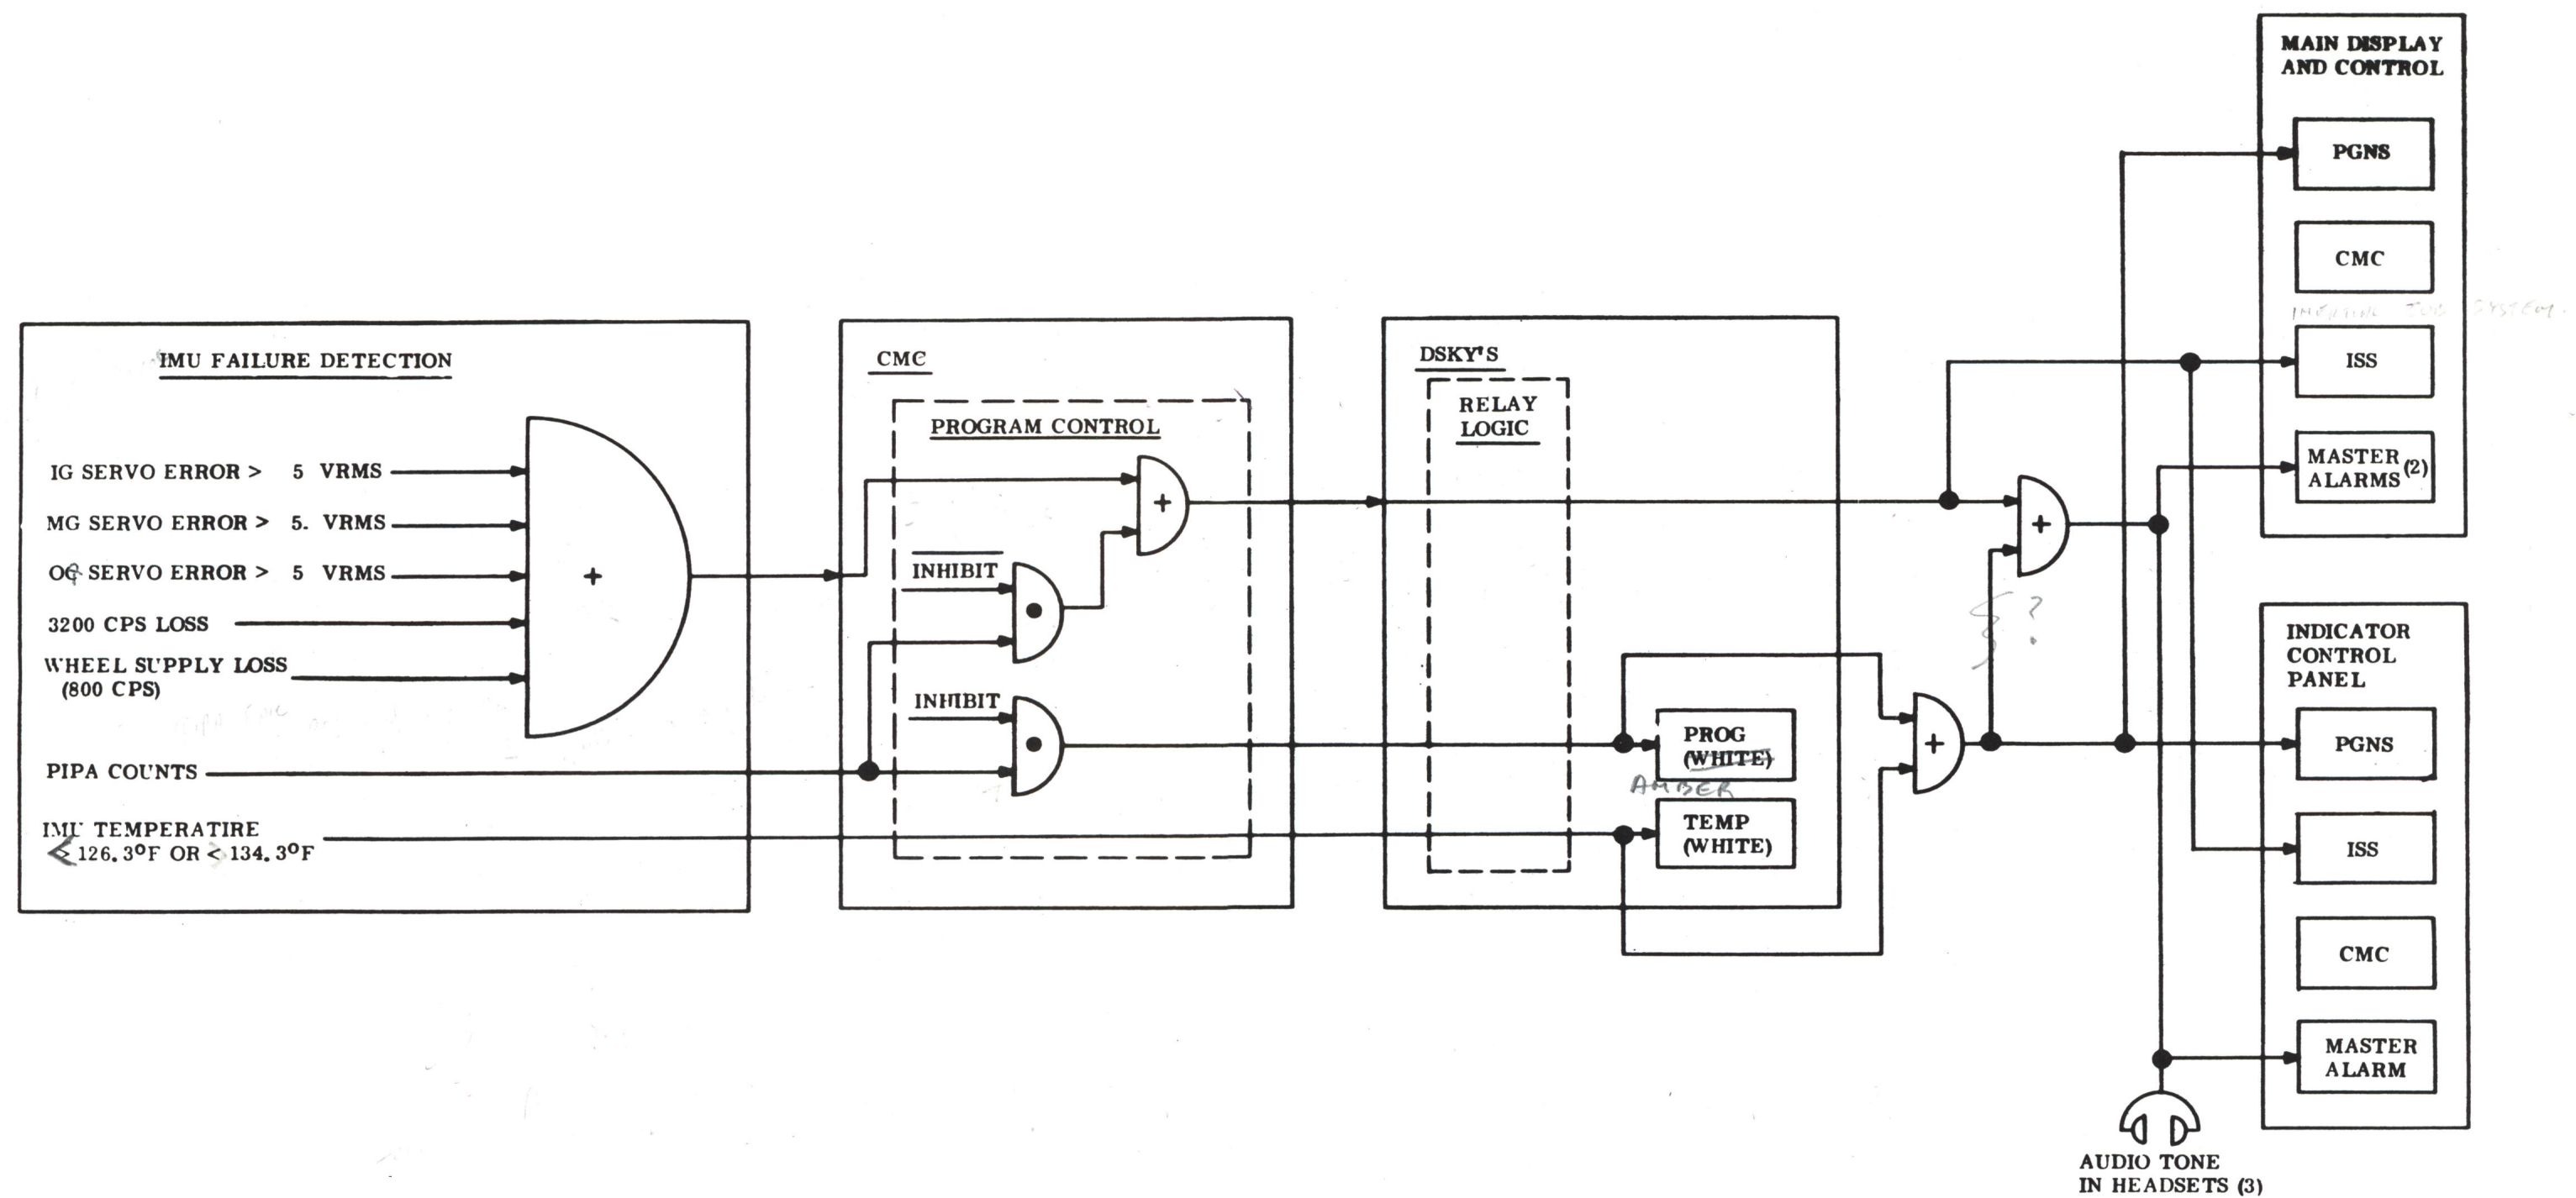 MAIN DISPLAY
AND CONTROL
PGNS
CMC
ISS
MASTER
ALARMS (2)
IMU FAILURE DETECTION
IG SERVO ERROR > 5 VRMS
MG SERVO ERROR > 5. VRMS
OG SERVO ERROR > 5 VRMS
3200 CPS LOSS
WHEEL SUPPLY LOSS
(800 CPS)
PIPA COUNTS
IMU TEMPERATIRE
< 126.3°F OR < 134.3°F
+
CMC
PROGRAM CONTROL
+
INHIBIT
INHIBIT
DSKY'S
RELAY
LOGIC
PROG
(WHITE)
AMBER
TEMP
(WHITE)
+
+
?
INDICATOR
CONTROL
PANEL
PGNS
ISS
CMC
MASTER
ALARM
AUDIO TONE
IN HEADSETS (3)